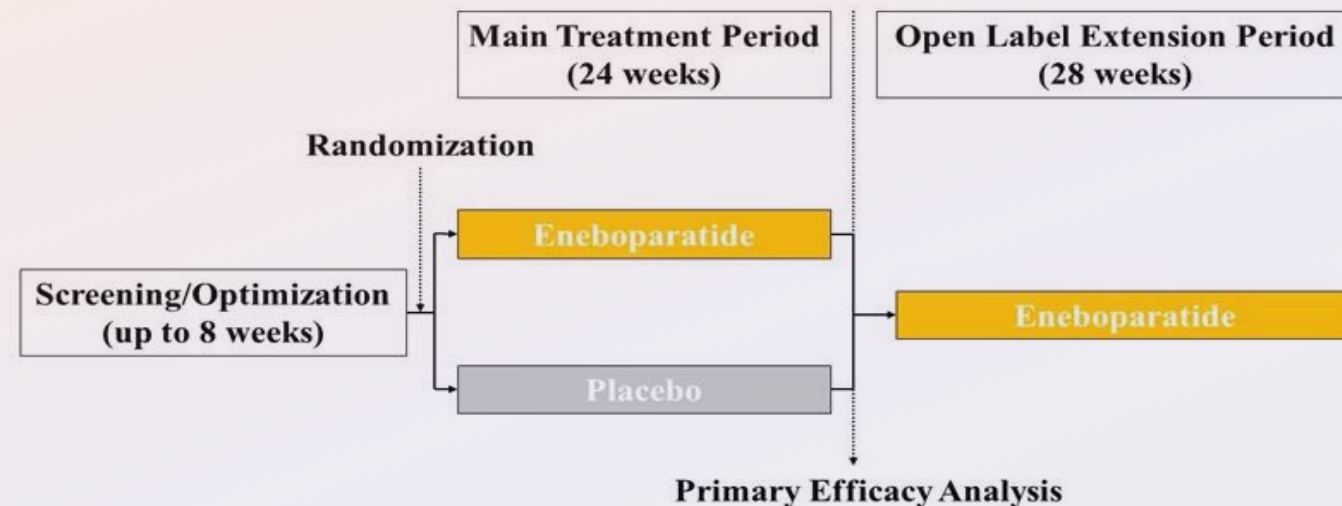 Main Treatment Period
(24 weeks)
Open Label Extension Period
(28 weeks)
Randomization
Eneboparatide
Screening/Optimization
(up to 8 weeks)
Eneboparatide
Placebo
Primary Efficacy Analysis